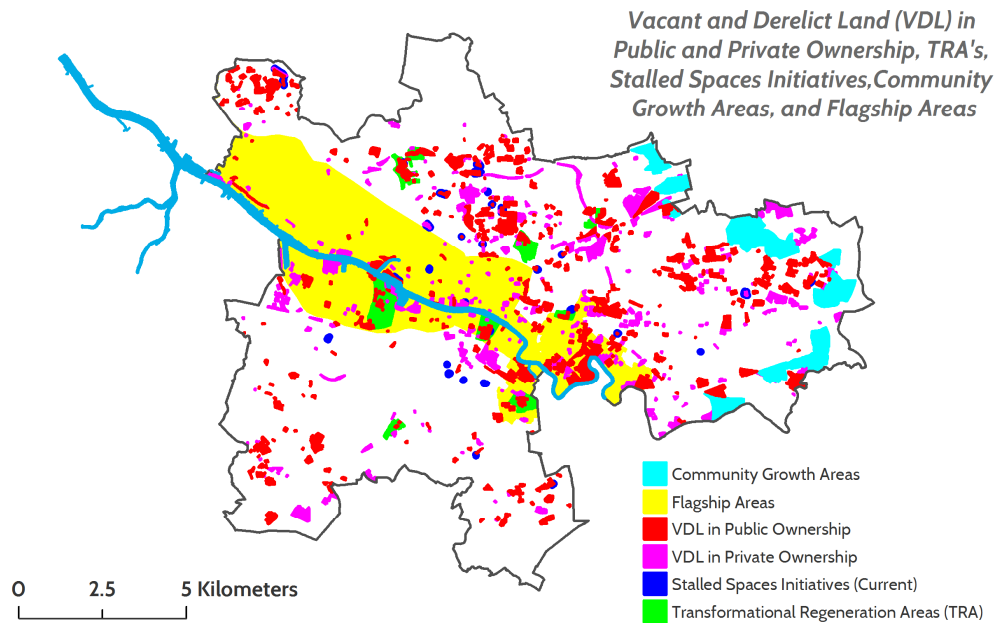 Vacant and Derelict Land (VDL) in
Public and Private Ownership, TRA's,
Stalled Spaces Initiatives,Community
Growth Areas, and Flagship Areas
Community Growth Areas
Flagship Areas
VDL in Public Ownership
VDL in Private Ownership
Stalled Spaces Initiatives (Current)
Transformational Regeneration Areas (TRA)
0 2.5 5 Kilometers